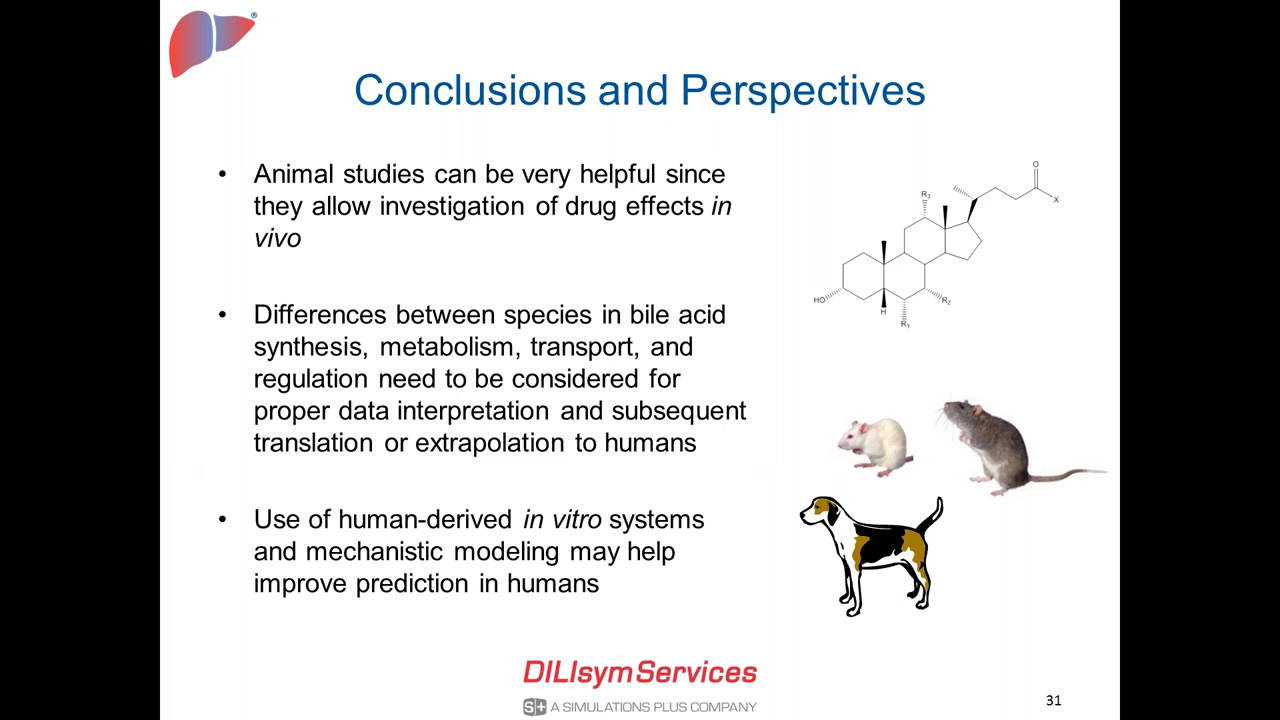 ®
Conclusions and Perspectives
• Animal studies can be very helpful since
they allow investigation of drug effects in
vivo
• Differences between species in bile acid
synthesis, metabolism, transport, and
regulation need to be considered for
proper data interpretation and subsequent
translation or extrapolation to humans
• Use of human-derived in vitro systems
and mechanistic modeling may help
improve prediction in humans
O
R3
X
HO
H
R2
R1
DILIsym Services
S+ A SIMULATIONS PLUS COMPANY
31